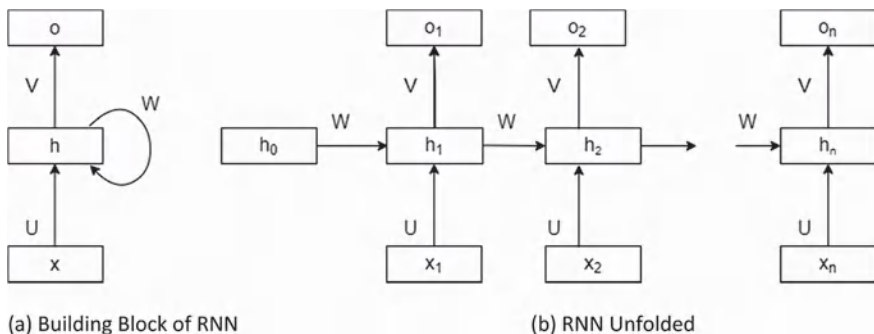 o o₁ o₂ oₙ
V V V V
W
W W W
h h₀ h₁ h₂ hₙ
U U U U
x x₁ x₂ xₙ
(a) Building Block of RNN (b) RNN Unfolded